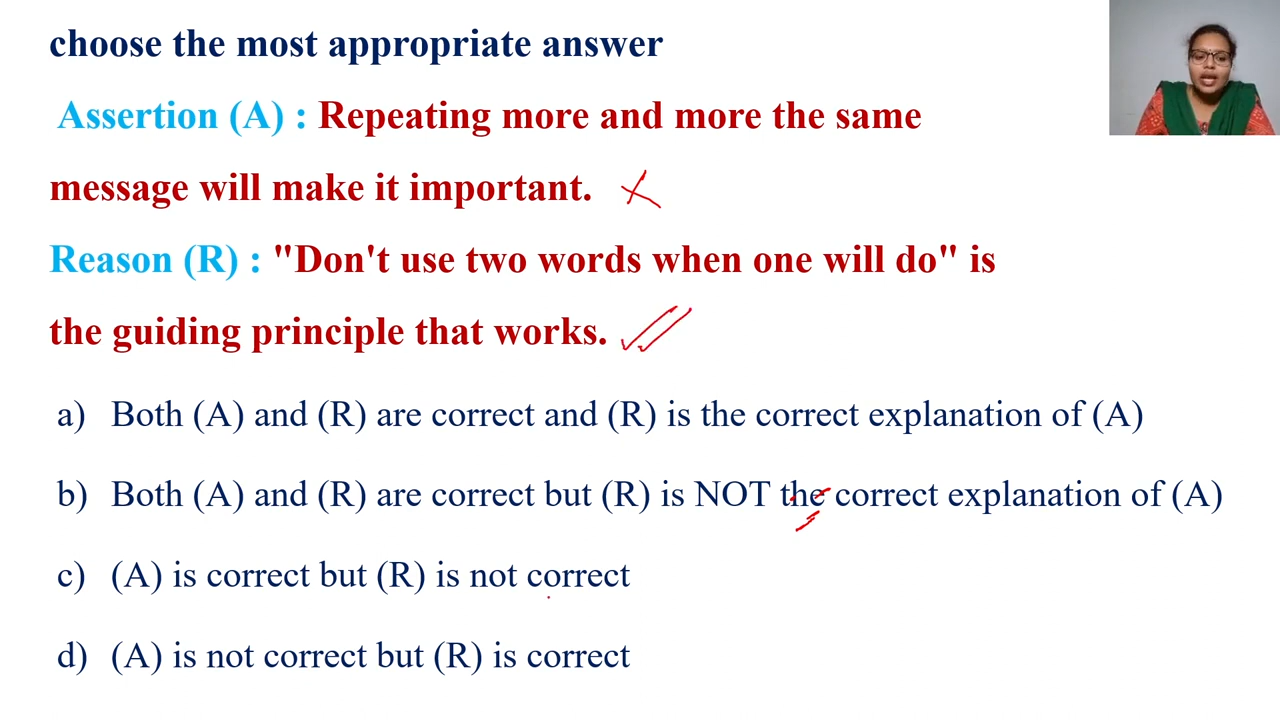 choose the most appropriate answer
Assertion (A) : Repeating more and more the same
message will make it important.
Reason (R) : "Don't use two words when one will do" is
the guiding principle that works.
a) Both (A) and (R) are correct and (R) is the correct explanation of (A)
b) Both (A) and (R) are correct but (R) is NOT the correct explanation of (A)
c) (A) is correct but (R) is not correct
d) (A) is not correct but (R) is correct